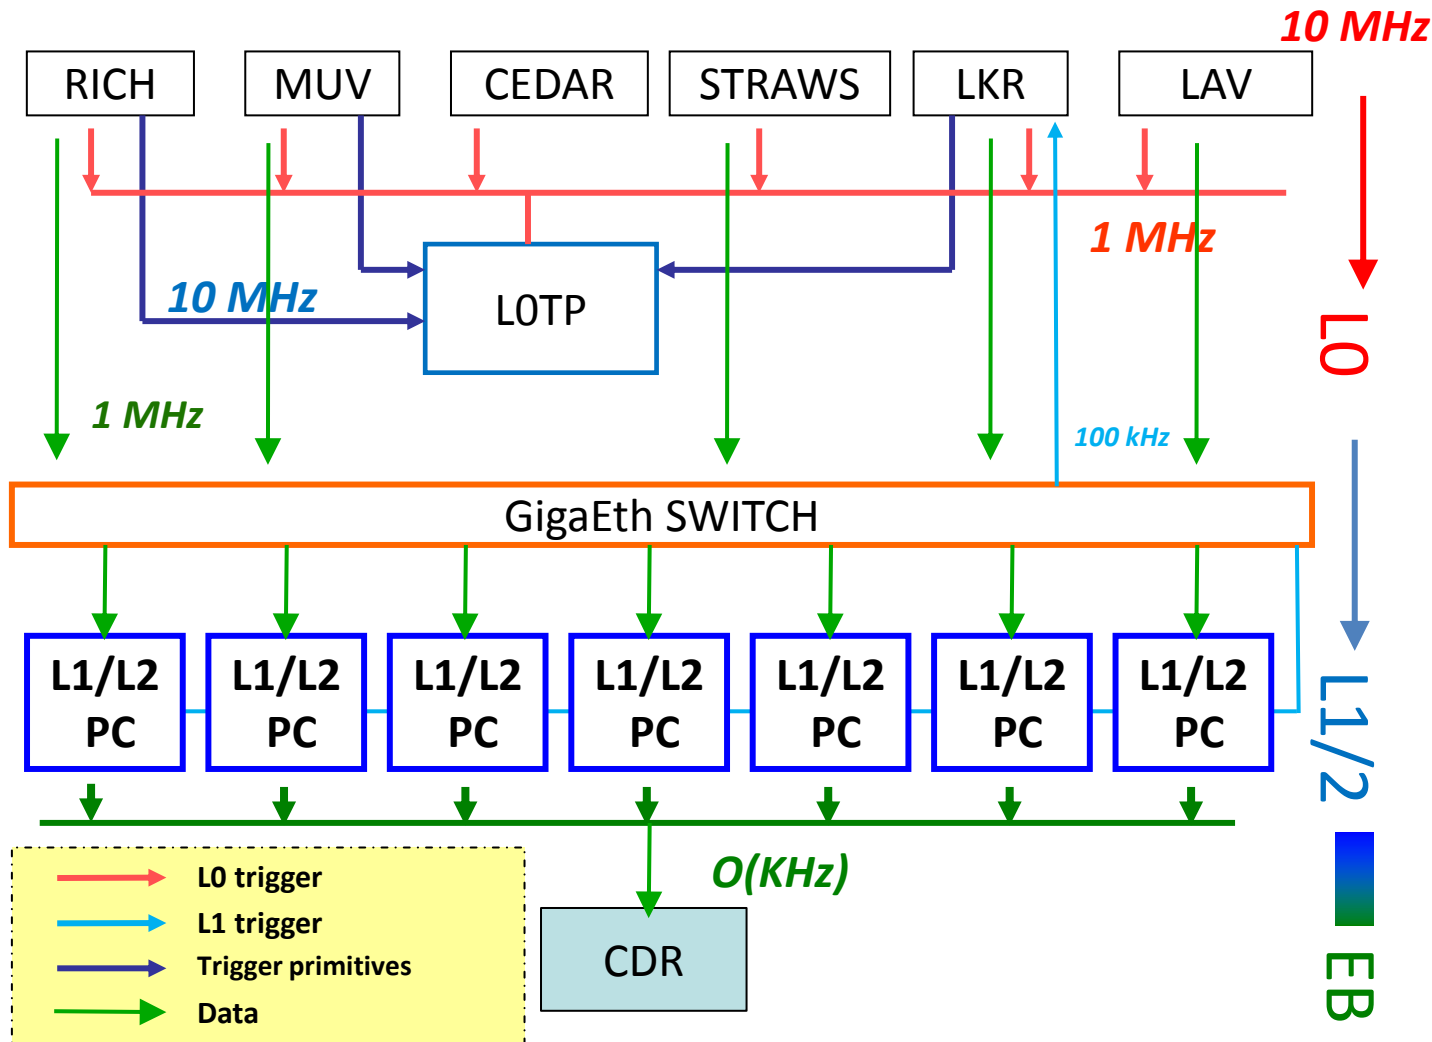 10 MHz
RICH
MUV
CEDAR
STRAWS
LKR
LAV
1 MHz
10 MHz
L0TP
L0
1 MHz
100 kHz
GigaEth SWITCH
L1/L2
PC
L1/L2
PC
L1/L2
PC
L1/L2
PC
L1/L2
PC
L1/L2
PC
L1/L2
PC
L1/2
O(KHz)
L0 trigger
L1 trigger
Trigger primitives
Data
CDR
EB